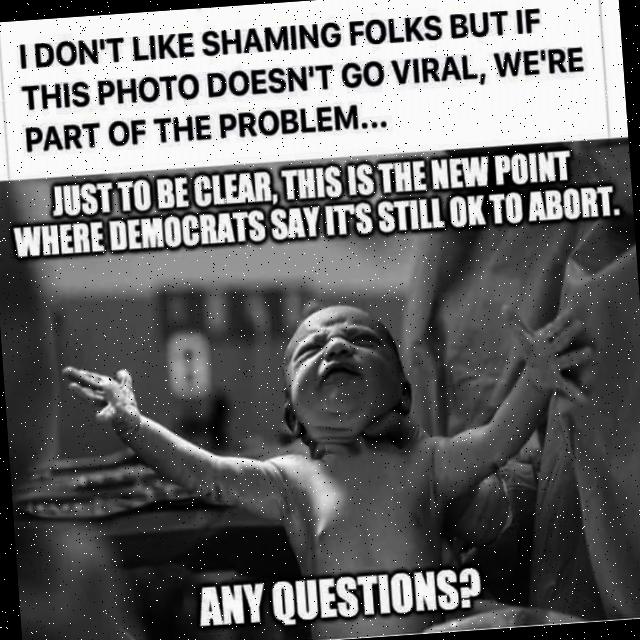 I DON'T LIKE SHAMING FOLKS BUT IF
THIS PHOTO DOESN'T GO VIRAL, WE'RE
PART OF THE PROBLEM...
JUST TO BE CLEAR, THIS IS THE NEW POINT
WHERE DEMOCRATS SAY IT'S STILL OK TO ABORT.
ANY QUESTIONS?